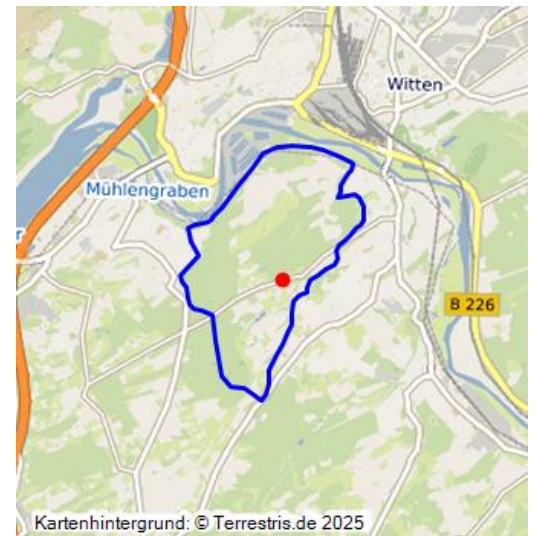 Witten
Mühlengraben
r
B 226
Kartenhintergrund: © Terrestris.de 2025